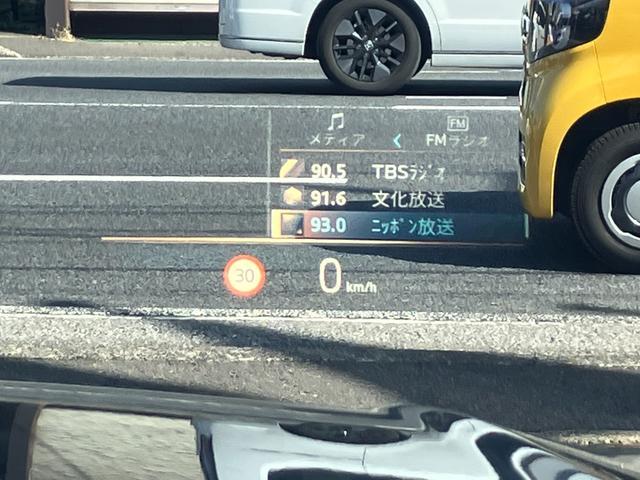 FM
メディア く FMラジオ
90.5 TBSラジオ
91.6 文化放送
93.0 ニッポン放送
30 0 km/h